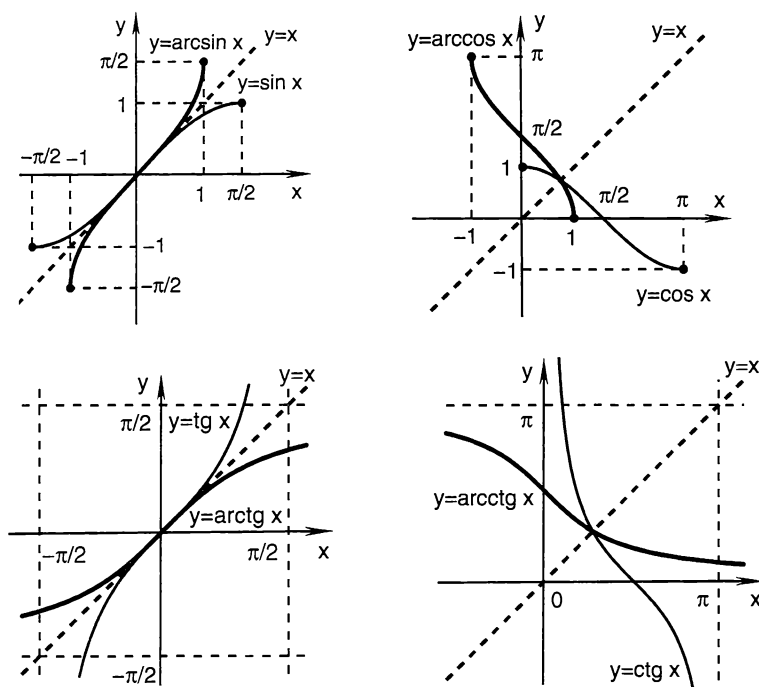 y
y=arcsin x
y=x
π/2
y=sin x
1
−π/2 −1
1 π/2 x
−1
−π/2
y
y=arccos x
y=x
π
π/2
1
π/2 π x
−1 1
−1
y=cos x
y
y=x
π/2
y=tg x
y=arctg x
−π/2 π/2 x
−π/2
y
y=x
π
y=arcctg x
0 π x
y=ctg x